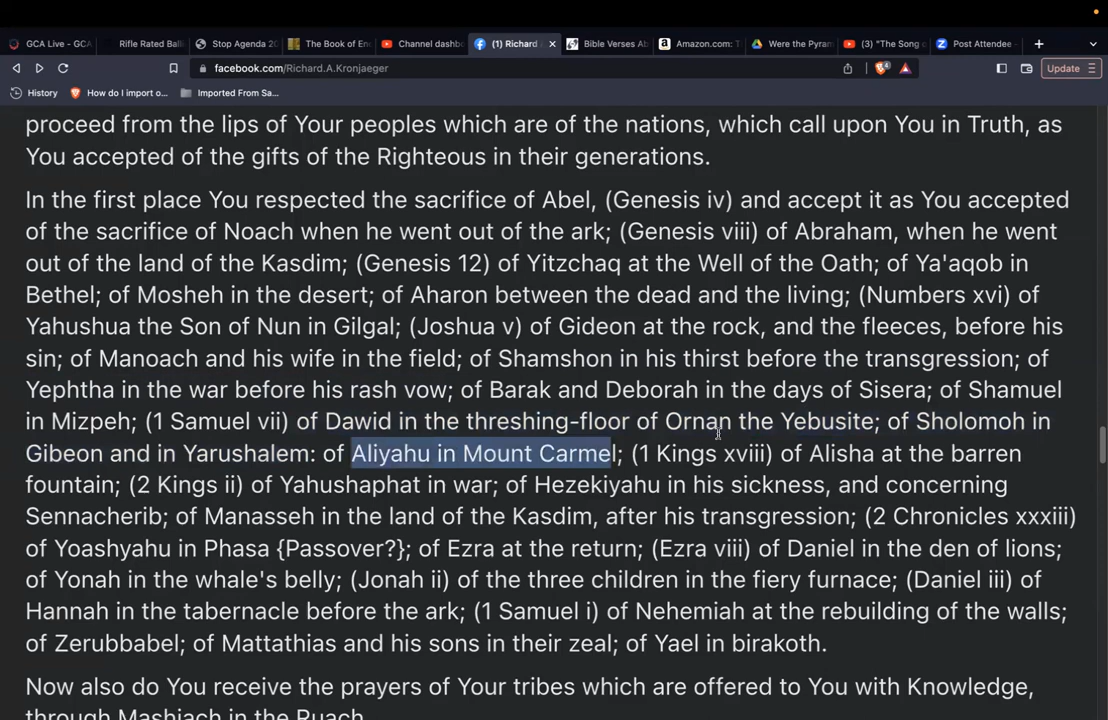 GCA Live - GCA
Rifle Rated Balli
Stop Agenda 20
The Book of En
Channel dashbo
(1) Richard
Bible Verses Ab
Amazon.com: T
Were the Pyran
(3) "The Song o
Post Attendee -
facebook.com/Richard.A.Kronjaeger
4
Update
History
How do I import o...
Imported From Sa...
proceed from the lips of Your peoples which are of the nations, which call upon You in Truth, as
You accepted of the gifts of the Righteous in their generations.
In the first place You respected the sacrifice of Abel, (Genesis iv) and accept it as You accepted
of the sacrifice of Noach when he went out of the ark; (Genesis viii) of Abraham, when he went
out of the land of the Kasdim; (Genesis 12) of Yitzchaq at the Well of the Oath; of Ya'aqob in
Bethel; of Mosheh in the desert; of Aharon between the dead and the living; (Numbers xvi) of
Yahushua the Son of Nun in Gilgal; (Joshua v) of Gideon at the rock, and the fleeces, before his
sin; of Manoach and his wife in the field; of Shamshon in his thirst before the transgression; of
Yephtha in the war before his rash vow; of Barak and Deborah in the days of Sisera; of Shamuel
in Mizpeh; (1 Samuel vii) of Dawid in the threshing-floor of Ornan the Yebusite; of Sholomoh in
Gibeon and in Yarushalem: of Aliyahu in Mount Carmel; (1 Kings xviii) of Alisha at the barren
fountain; (2 Kings ii) of Yahushaphat in war; of Hezekiyahu in his sickness, and concerning
Sennacherib; of Manasseh in the land of the Kasdim, after his transgression; (2 Chronicles xxxiii)
of Yoashyahu in Phasa {Passover?}; of Ezra at the return; (Ezra viii) of Daniel in the den of lions;
of Yonah in the whale's belly; (Jonah ii) of the three children in the fiery furnace; (Daniel iii) of
Hannah in the tabernacle before the ark; (1 Samuel i) of Nehemiah at the rebuilding of the walls;
of Zerubbabel; of Mattathias and his sons in their zeal; of Yael in birakoth.
Now also do You receive the prayers of Your tribes which are offered to You with Knowledge,
through Mashiach in the Ruach